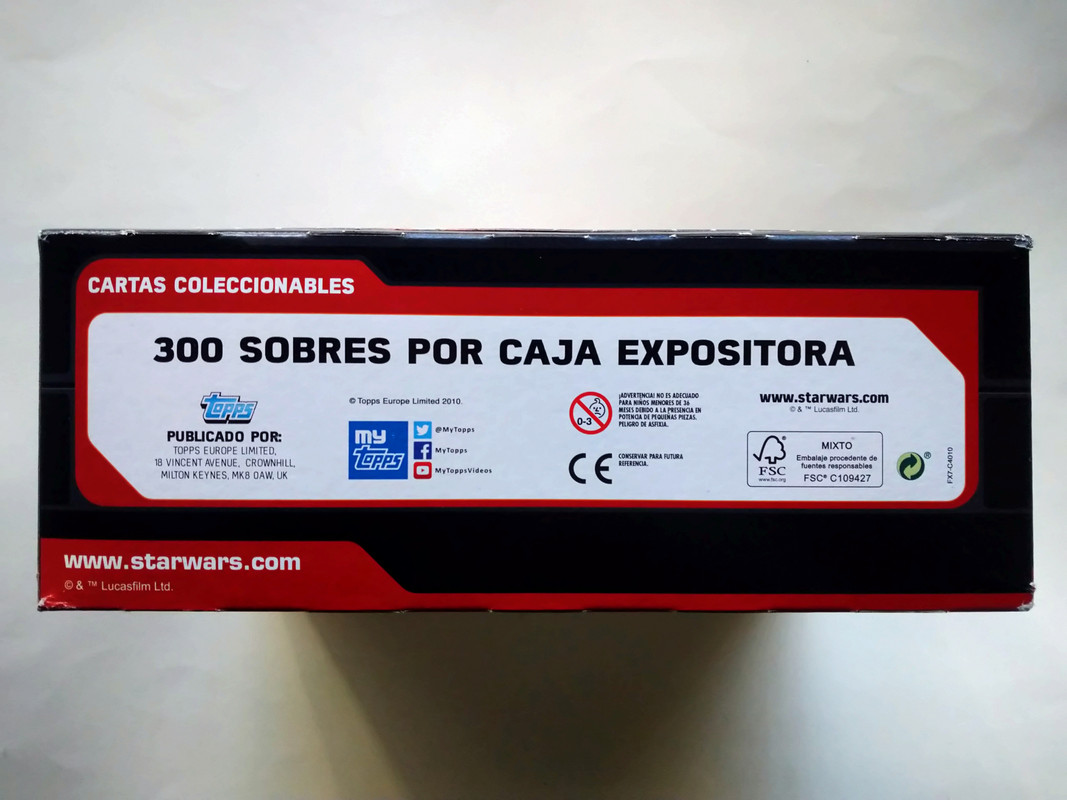 CARTAS COLECCIONABLES
300 SOBRES POR CAJA EXPOSITORA
Topps
PUBLICADO POR:
TOPPS EUROPE LIMITED,
18 VINCENT AVENUE, CROWNHILL,
MILTON KEYNES, MK8 0AW, UK
© Topps Europe Limited 2010.
my
Topps
@MyTopps
MyTopps
MyToppsVideos
0-3
¡ADVERTENCIA! NO ES ADECUADO
PARA NIÑOS MENORES DE 36
MESES DEBIDO A LA PRESENCIA EN
POTENCIA DE PEQUEÑAS PIEZAS.
PELIGRO DE ASFIXIA.
CE
CONSERVAR PARA FUTURA
REFERENCIA.
www.starwars.com
© & ™ Lucasfilm Ltd.
FSC
www.fsc.org
MIXTO
Embalaje procedente de
fuentes responsables
FSC® C109427
®
FX7-C4010
www.starwars.com
© & ™ Lucasfilm Ltd.